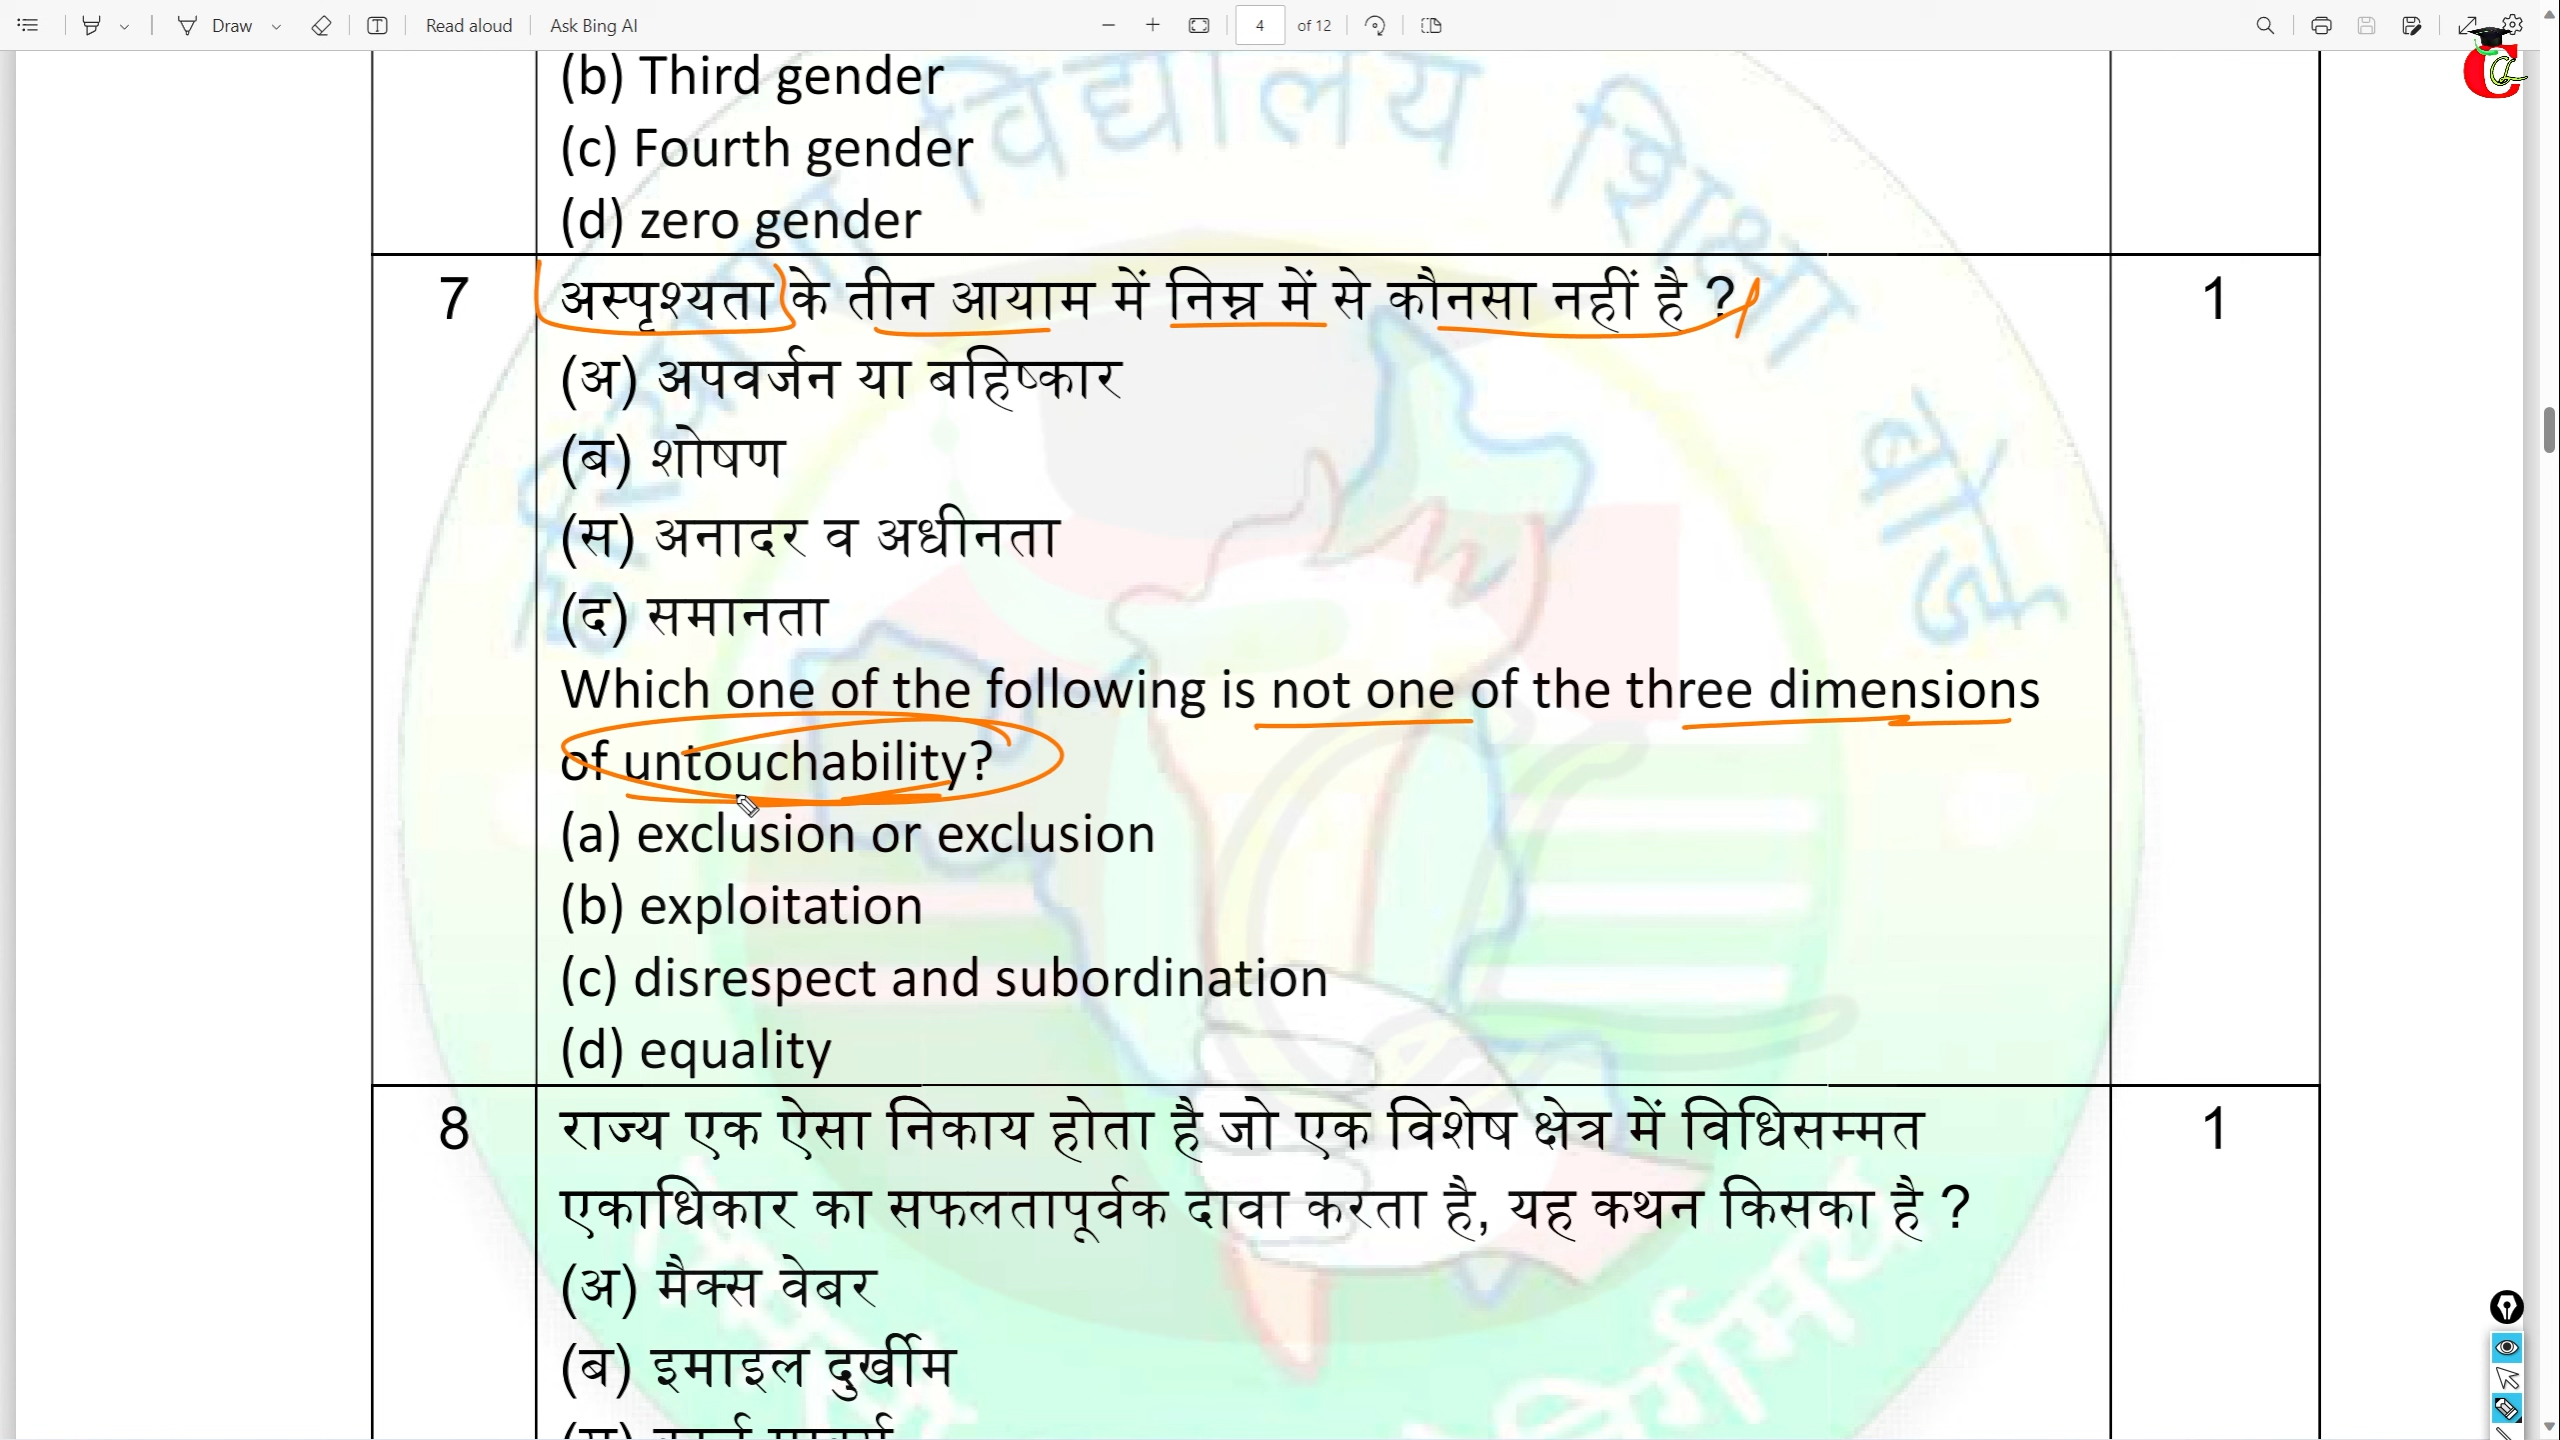 Draw
Read aloud
Ask Bing AI
4 of 12
(b) Third gender
(c) Fourth gender
(d) zero gender
7 अस्पृश्यता के तीन आयाम में निम्न में से कौनसा नहीं है ? 1
(अ) अपवर्जन या बहिष्कार
(ब) शोषण
(स) अनादर व अधीनता
(द) समानता
Which one of the following is not one of the three dimensions
of untouchability?
(a) exclusion or exclusion
(b) exploitation
(c) disrespect and subordination
(d) equality
8 राज्य एक ऐसा निकाय होता है जो एक विशेष क्षेत्र में विधिसम्मत 1
एकाधिकार का सफलतापूर्वक दावा करता है, यह कथन किसका है ?
(अ) मैक्स वेबर
(ब) इमाइल दुर्खीम
विद्यालय शिक्षा बोर्ड